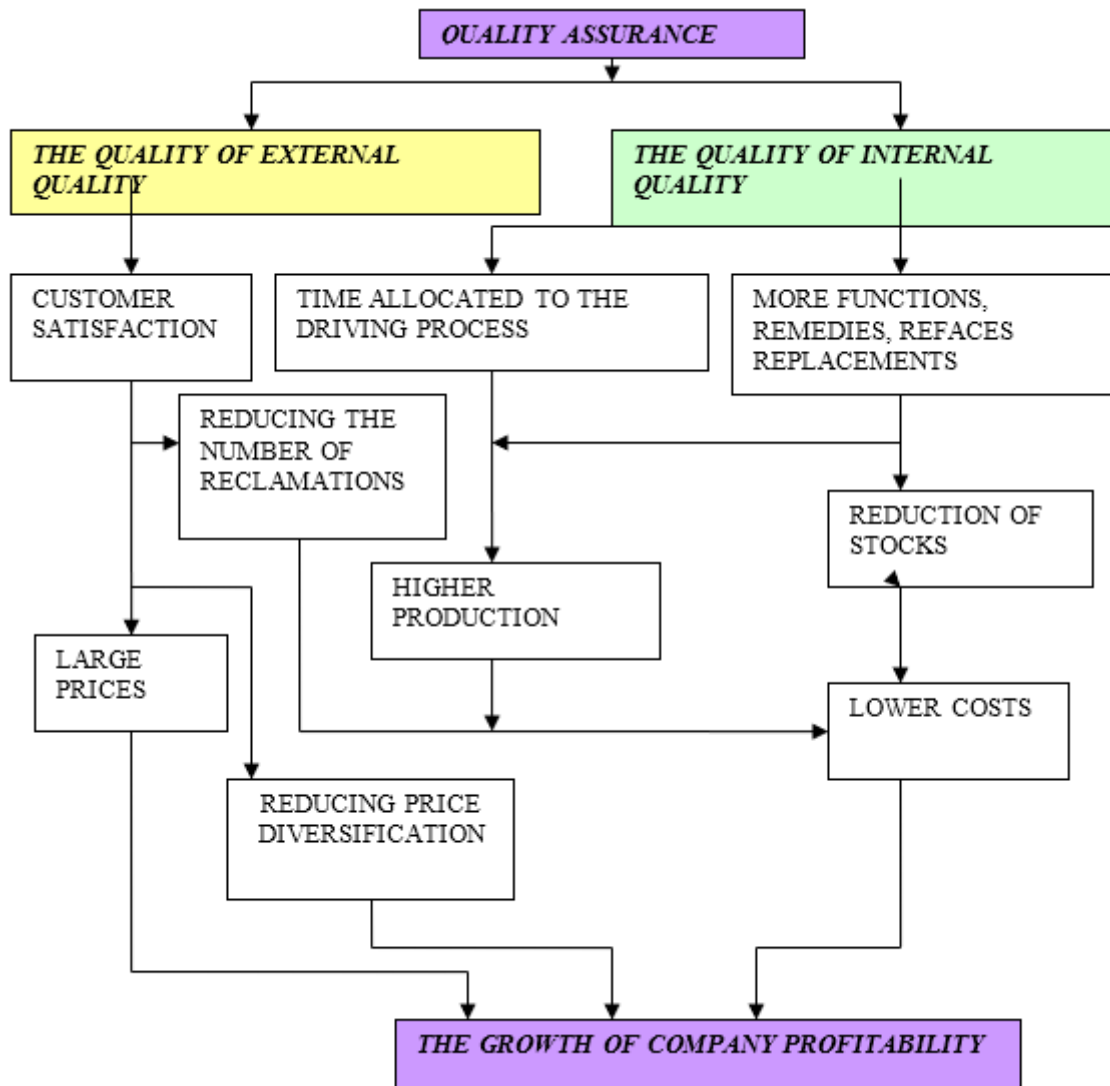 QUALITY ASSURANCE
THE QUALITY OF EXTERNAL
QUALITY
THE QUALITY OF INTERNAL
QUALITY
CUSTOMER
SATISFACTION
TIME ALLOCATED TO THE
DRIVING PROCESS
MORE FUNCTIONS,
REMEDIES, REFACES
REPLACEMENTS
REDUCING THE
NUMBER OF
RECLAMATIONS
REDUCTION OF
STOCKS
HIGHER
PRODUCTION
LARGE
PRICES
LOWER COSTS
REDUCING PRICE
DIVERSIFICATION
THE GROWTH OF COMPANY PROFITABILITY